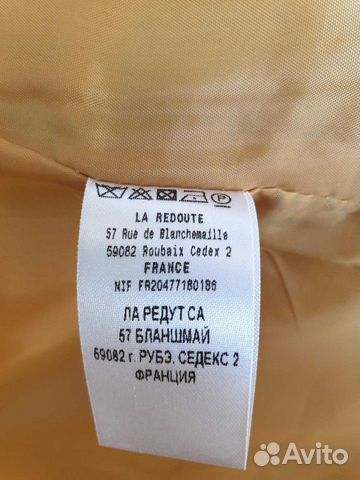 LA REDOUTE
57 Rue de Blanchemaille
59082 Roubaix Cedex 2
FRANCE
NIF FR20477180186
ЛА РЕДУТ СА
57 БЛАНШМАЙ
59082 г. РУБЭ. СЕДЕКС 2
ФРАНЦИЯ
Avito